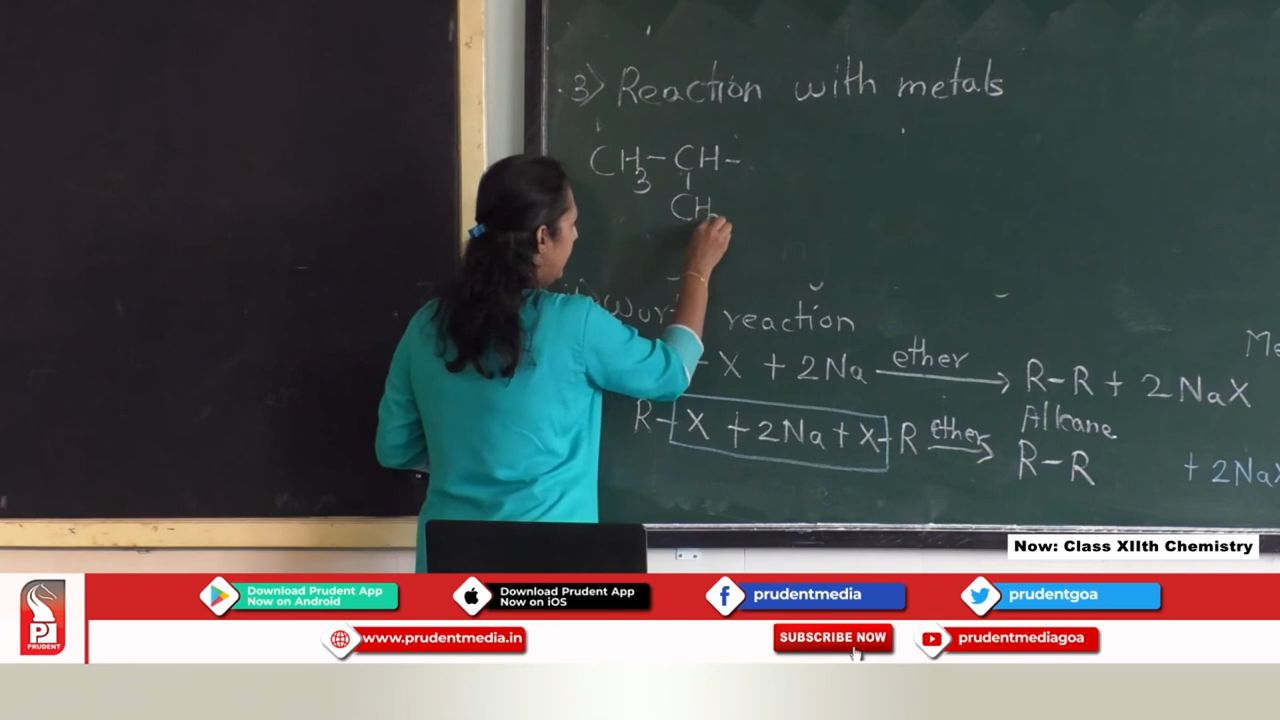 3) Reaction with metals
CH3-CH-
CH
reaction
-X + 2Na ether R-R + 2NaX
Alkane
R-X + 2Na + X-R ether R-R + 2NaX
Me
Now: Class XIIth Chemistry
Download Prudent App
Now on Android
Download Prudent App
Now on iOS
prudentmedia
prudentgoa
PRUDENT
www.prudentmedia.in
SUBSCRIBE NOW
prudentmediagoa